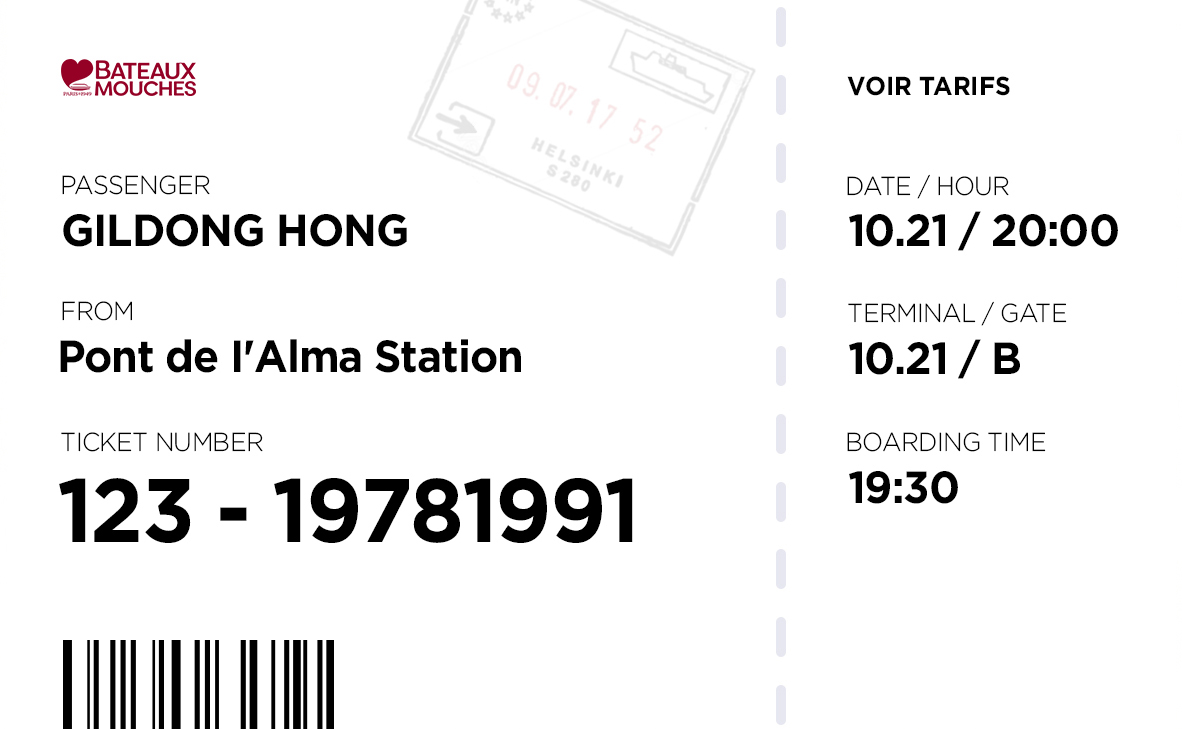 BATEAUX
MOUCHES
PARIS•1949
PASSENGER
GILDONG HONG
FROM
Pont de l'Alma Station
TICKET NUMBER
123 - 19781991
09. 07. 17 52
HELSINKI
S 280
VOIR TARIFS
DATE / HOUR
10.21 / 20:00
TERMINAL / GATE
10.21 / B
BOARDING TIME
19:30